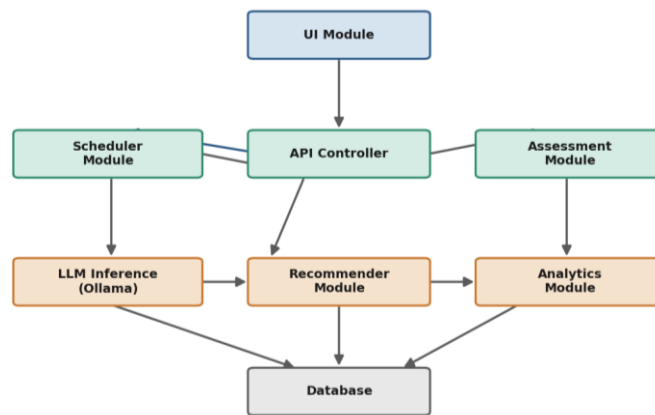 UI Module
Scheduler
Module
API Controller
Assessment
Module
LLM Inference
(Ollama)
Recommender
Module
Analytics
Module
Database